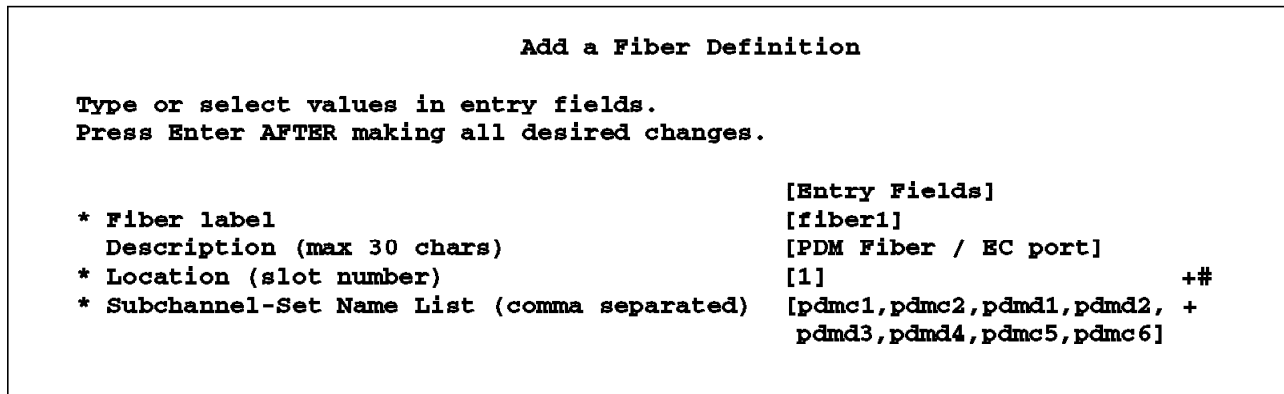 Add a Fiber Definition
Type or select values in entry fields.
Press Enter AFTER making all desired changes.
[Entry Fields]
* Fiber label [fiber1]
Description (max 30 chars) [PDM Fiber / EC port]
* Location (slot number) [1] +#
* Subchannel-Set Name List (comma separated) [pdmc1,pdmc2,pdmd1,pdmd2, +
pdmd3,pdmd4,pdmc5,pdmc6]